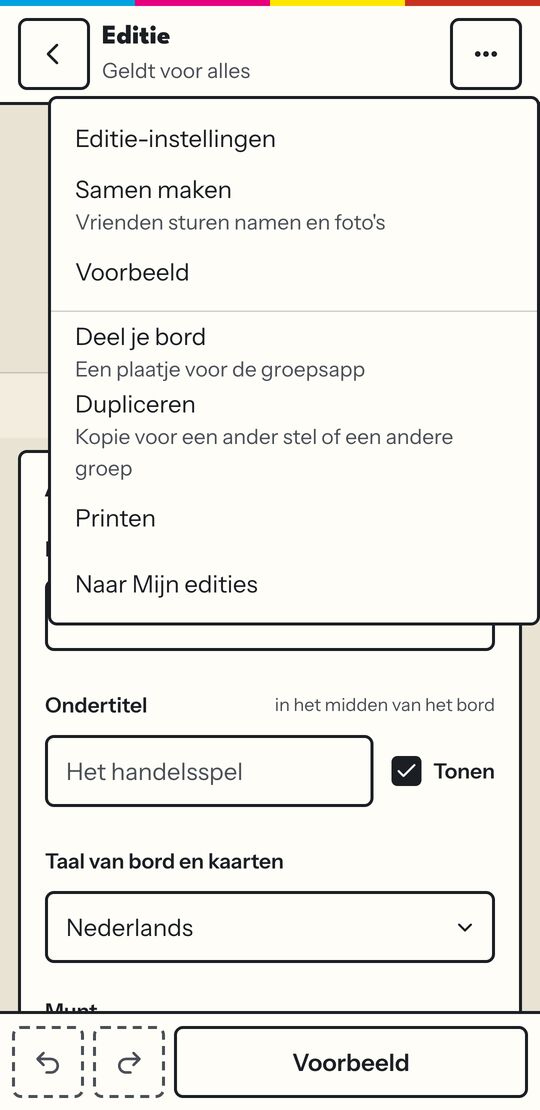 Editie
Geldt voor alles
Editie-instellingen
Samen maken
Vrienden sturen namen en foto's
Voorbeeld
Deel je bord
Een plaatje voor de groepsapp
Dupliceren
Kopie voor een ander stel of een andere
groep
Printen
Naar Mijn edities
Ondertitel
in het midden van het bord
Het handelsspel
Tonen
Taal van bord en kaarten
Nederlands
Munt
Voorbeeld